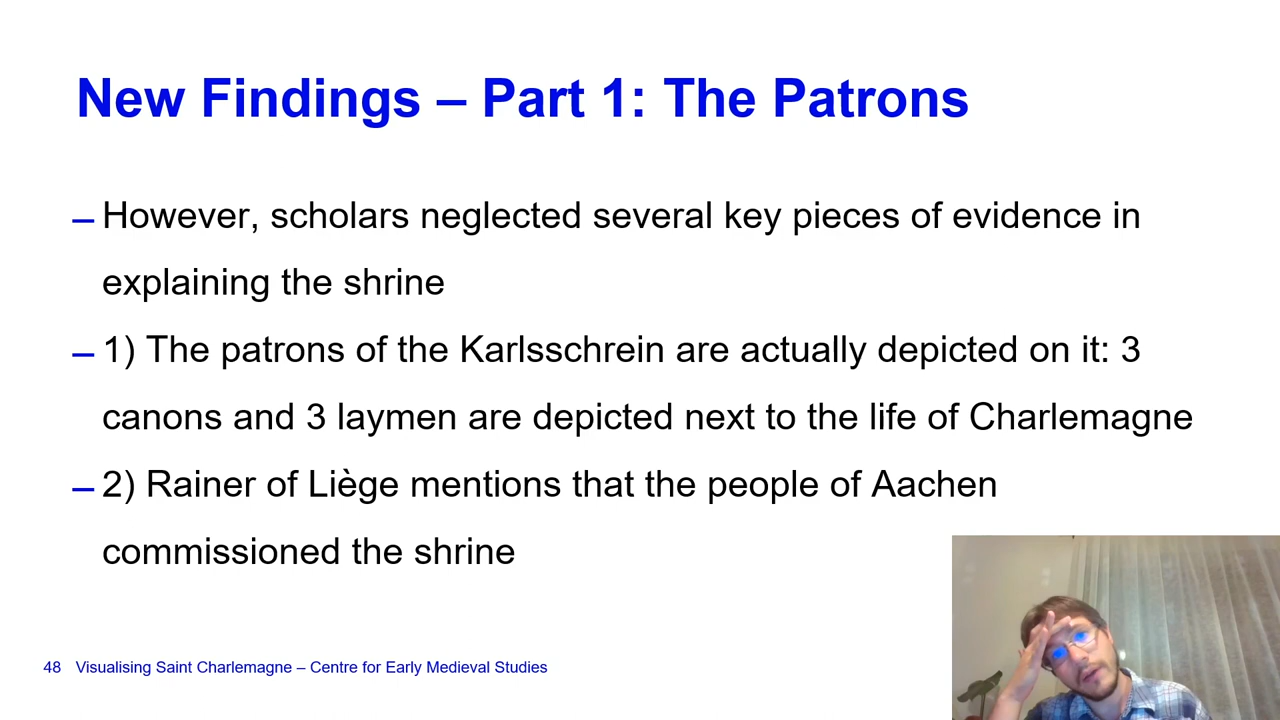 New Findings – Part 1: The Patrons
– However, scholars neglected several key pieces of evidence in
explaining the shrine
– 1) The patrons of the Karlsschrein are actually depicted on it: 3
canons and 3 laymen are depicted next to the life of Charlemagne
– 2) Rainer of Liège mentions that the people of Aachen
commissioned the shrine
48 Visualising Saint Charlemagne – Centre for Early Medieval Studies